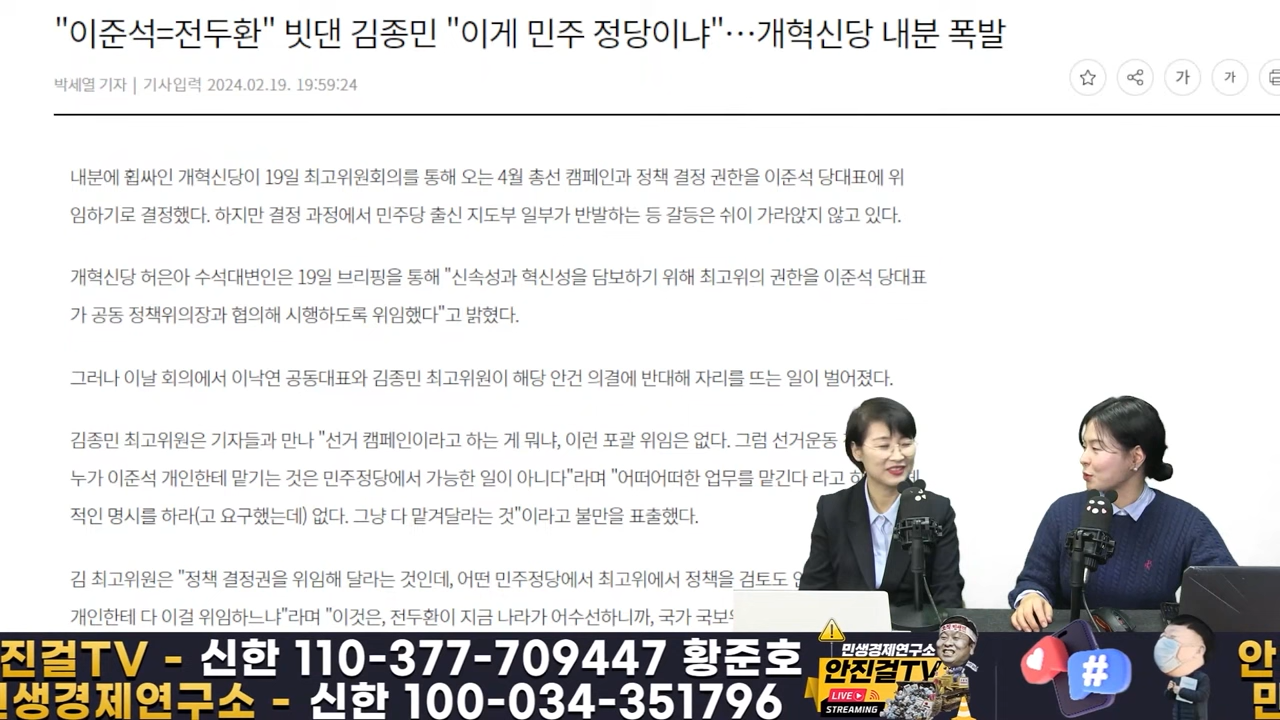 "이준석=전두환" 빗댄 김종민 "이게 민주 정당이냐"…개혁신당 내분 폭발
박세열 기자 | 기사입력 2024.02.19. 19:59:24
가 가
내분에 휩싸인 개혁신당이 19일 최고위원회의를 통해 오는 4월 총선 캠페인과 정책 결정 권한을 이준석 당대표에 위
임하기로 결정했다. 하지만 결정 과정에서 민주당 출신 지도부 일부가 반발하는 등 갈등은 쉬이 가라앉지 않고 있다.
개혁신당 허은아 수석대변인은 19일 브리핑을 통해 "신속성과 혁신성을 담보하기 위해 최고위의 권한을 이준석 당대표
가 공동 정책위의장과 협의해 시행하도록 위임했다"고 밝혔다.
그러나 이날 회의에서 이낙연 공동대표와 김종민 최고위원이 해당 안건 의결에 반대해 자리를 뜨는 일이 벌어졌다.
김종민 최고위원은 기자들과 만나 "선거 캠페인이라고 하는 게 뭐냐, 이런 포괄 위임은 없다. 그럼 선거운동
누가 이준석 개인한테 맡기는 것은 민주정당에서 가능한 일이 아니다"라며 "어떠어떠한 업무를 맡긴다 라고
적인 명시를 하라(고 요구했는데) 없다. 그냥 다 맡겨달라는 것"이라고 불만을 표출했다.
김 최고위원은 "정책 결정권을 위임해 달라는 것인데, 어떤 민주정당에서 최고위에서 정책을 검토도
개인한테 다 이걸 위임하느냐"라며 "이것은, 전두환이 지금 나라가 어수선하니까, 국가 국보
진걸TV - 신한 110-377-709447 황준호
민생경제연구소 - 신한 100-034-351796
민생경제연구소
안진걸TV
LIVE
STREAMING
#
안
민